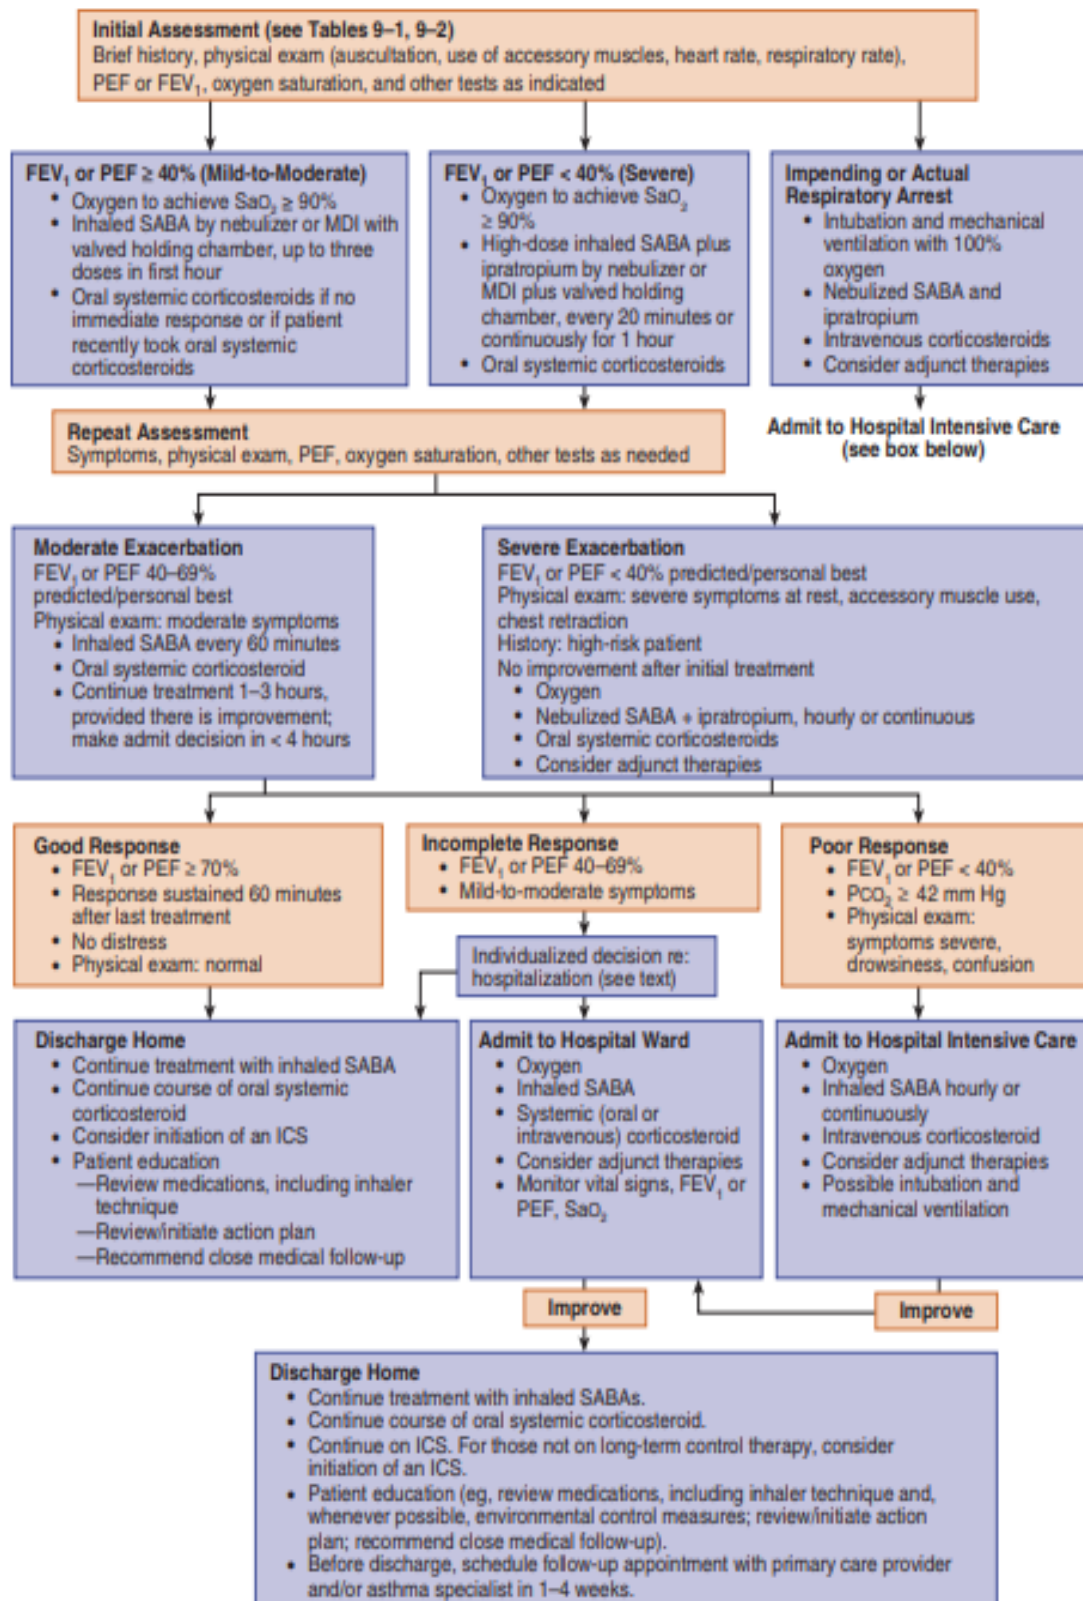 Initial Assessment (see Tables 9–1, 9–2)
Brief history, physical exam (auscultation, use of accessory muscles, heart rate, respiratory rate),
PEF or FEV₁, oxygen saturation, and other tests as indicated
FEV₁ or PEF ≥ 40% (Mild-to-Moderate)
• Oxygen to achieve SaO₂ ≥ 90%
• Inhaled SABA by nebulizer or MDI with
valved holding chamber, up to three
doses in first hour
• Oral systemic corticosteroids if no
immediate response or if patient
recently took oral systemic
corticosteroids
FEV₁ or PEF < 40% (Severe)
• Oxygen to achieve SaO₂
≥ 90%
• High-dose inhaled SABA plus
ipratropium by nebulizer or
MDI plus valved holding
chamber, every 20 minutes or
continuously for 1 hour
• Oral systemic corticosteroids
Impending or Actual
Respiratory Arrest
• Intubation and mechanical
ventilation with 100%
oxygen
• Nebulized SABA and
ipratropium
• Intravenous corticosteroids
• Consider adjunct therapies
Repeat Assessment
Symptoms, physical exam, PEF, oxygen saturation, other tests as needed
Admit to Hospital Intensive Care
(see box below)
Moderate Exacerbation
FEV₁ or PEF 40–69%
predicted/personal best
Physical exam: moderate symptoms
• Inhaled SABA every 60 minutes
• Oral systemic corticosteroid
• Continue treatment 1–3 hours,
provided there is improvement;
make admit decision in < 4 hours
Severe Exacerbation
FEV₁ or PEF < 40% predicted/personal best
Physical exam: severe symptoms at rest, accessory muscle use,
chest retraction
History: high-risk patient
No improvement after initial treatment
• Oxygen
• Nebulized SABA + ipratropium, hourly or continuous
• Oral systemic corticosteroids
• Consider adjunct therapies
Good Response
• FEV₁ or PEF ≥ 70%
• Response sustained 60 minutes
after last treatment
• No distress
• Physical exam: normal
Incomplete Response
• FEV₁ or PEF 40–69%
• Mild-to-moderate symptoms
Poor Response
• FEV₁ or PEF < 40%
• PCO₂ ≥ 42 mm Hg
• Physical exam:
symptoms severe,
drowsiness, confusion
Individualized decision re:
hospitalization (see text)
Discharge Home
• Continue treatment with inhaled SABA
• Continue course of oral systemic
corticosteroid
• Consider initiation of an ICS
• Patient education
—Review medications, including inhaler
technique
—Review/initiate action plan
—Recommend close medical follow-up
Admit to Hospital Ward
• Oxygen
• Inhaled SABA
• Systemic (oral or
intravenous) corticosteroid
• Consider adjunct therapies
• Monitor vital signs, FEV₁ or
PEF, SaO₂
Admit to Hospital Intensive Care
• Oxygen
• Inhaled SABA hourly or
continuously
• Intravenous corticosteroid
• Consider adjunct therapies
• Possible intubation and
mechanical ventilation
Improve
Improve
Discharge Home
• Continue treatment with inhaled SABAs.
• Continue course of oral systemic corticosteroid.
• Continue on ICS. For those not on long-term control therapy, consider
initiation of an ICS.
• Patient education (eg, review medications, including inhaler technique and,
whenever possible, environmental control measures; review/initiate action
plan; recommend close medical follow-up).
• Before discharge, schedule follow-up appointment with primary care provider
and/or asthma specialist in 1–4 weeks.